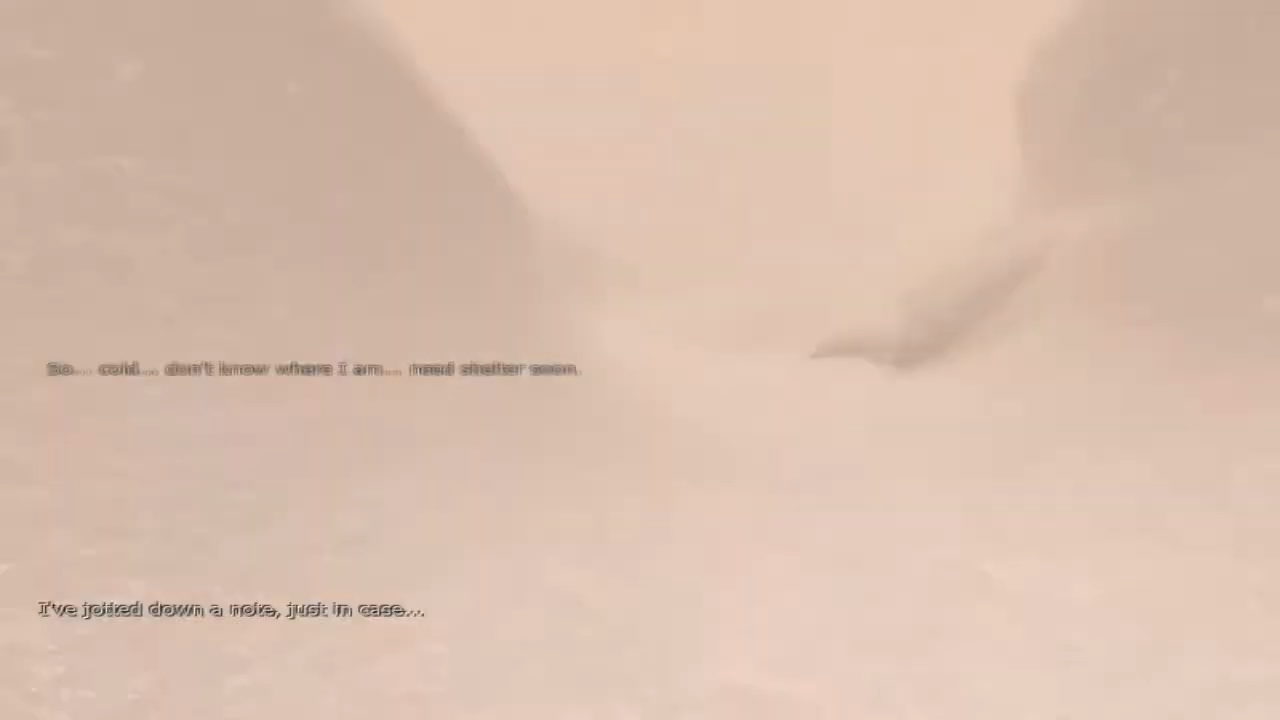 So.... cold.... don't know where I am.... need shelter soon.
I've jotted down a note, just in case...